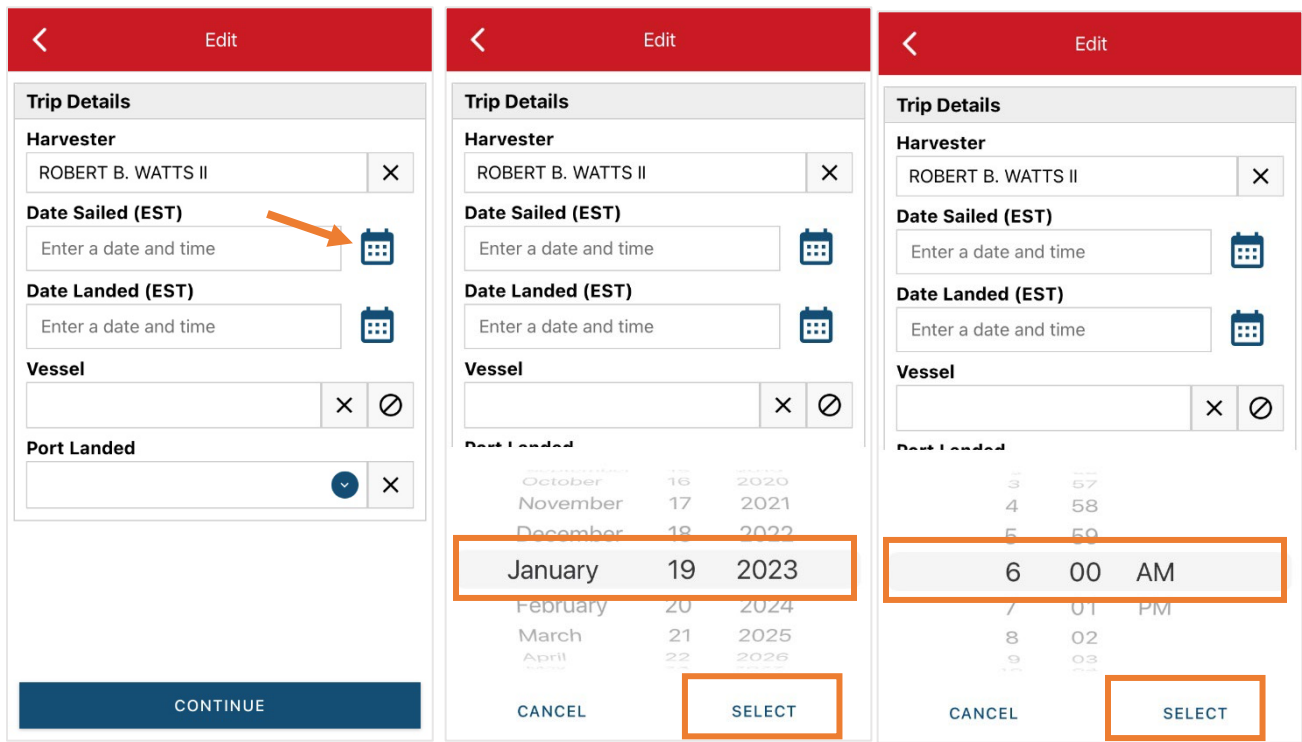 Edit
Trip Details
Harvester
ROBERT B. WATTS II
Date Sailed (EST)
Enter a date and time
Date Landed (EST)
Enter a date and time
Vessel
Port Landed
CONTINUE
Edit
Trip Details
Harvester
ROBERT B. WATTS II
Date Sailed (EST)
Enter a date and time
Date Landed (EST)
Enter a date and time
Vessel
Port Landed
October 16 2020
November 17 2021
December 18 2022
January 19 2023
February 20 2024
March 21 2025
April 22 2026
CANCEL SELECT
Edit
Trip Details
Harvester
ROBERT B. WATTS II
Date Sailed (EST)
Enter a date and time
Date Landed (EST)
Enter a date and time
Vessel
Port Landed
3 57
4 58
5 59
6 00 AM
7 01 PM
8 02
9 03
CANCEL SELECT